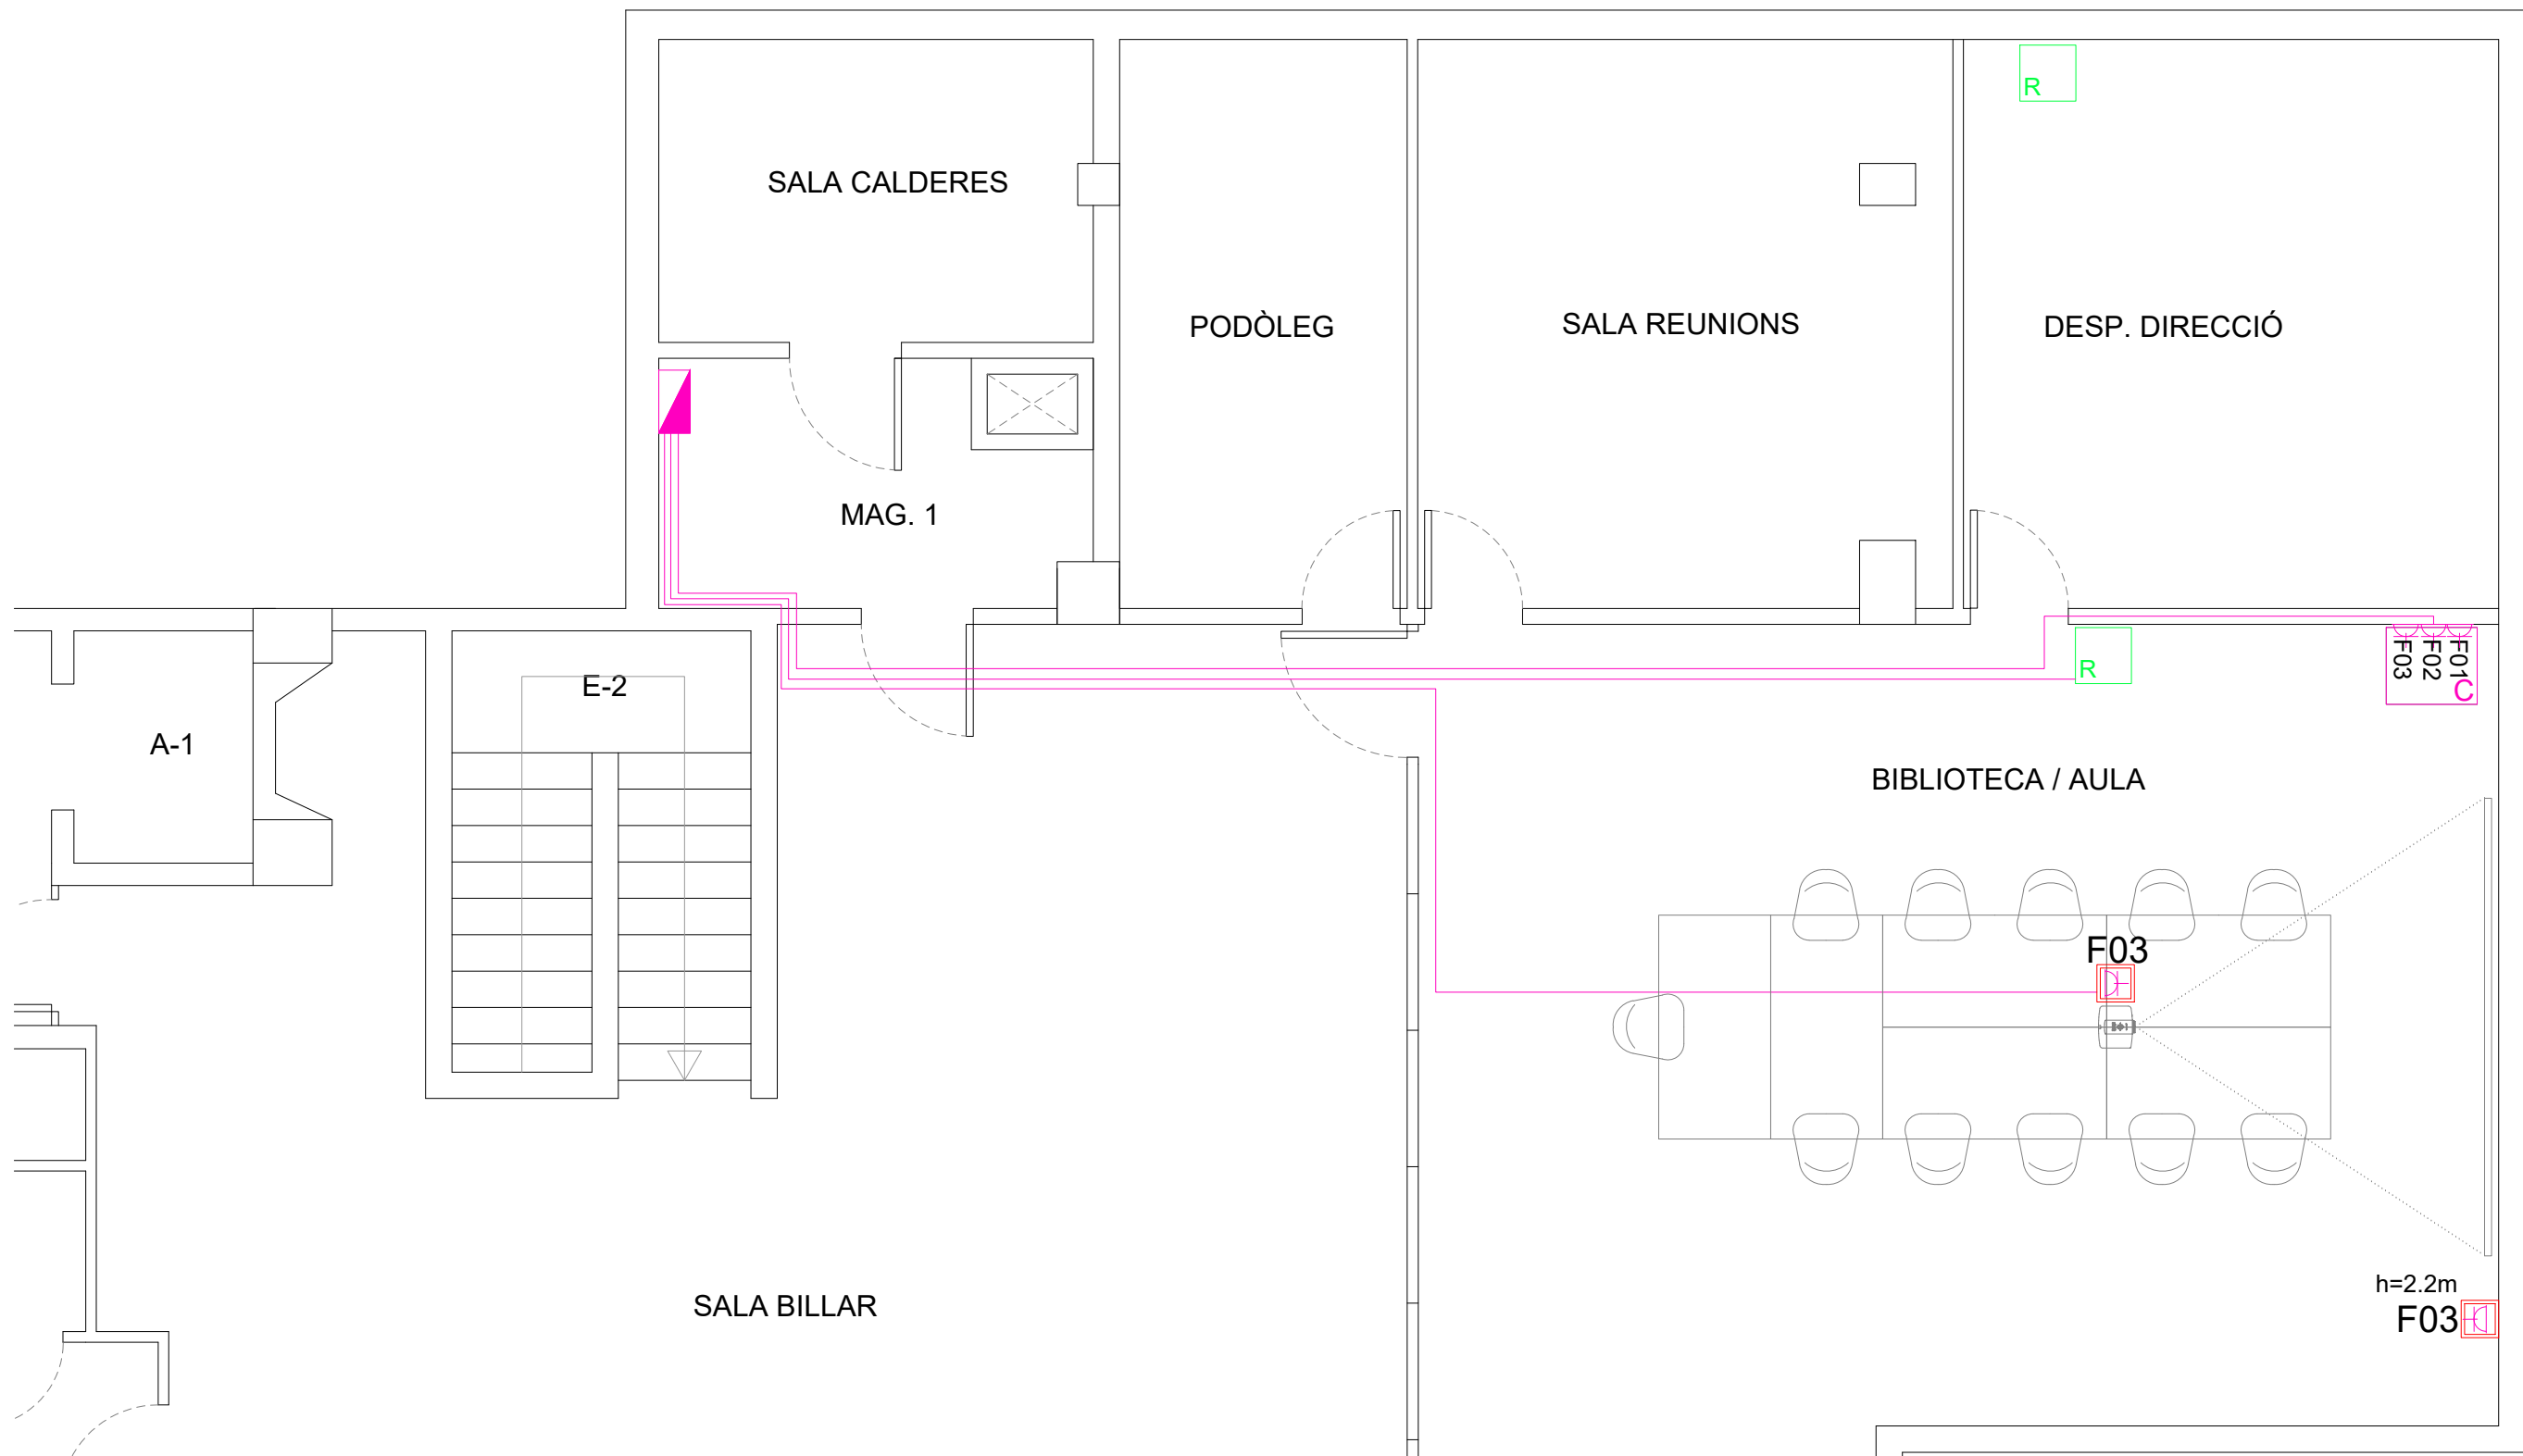 R
SALA CALDERES
PODÒLEG
SALA REUNIONS
DESP. DIRECCIÓ
MAG. 1
E-2
R
F03
F02
F01
C
A-1
BIBLIOTECA / AULA
F03
h=2.2m
F03
SALA BILLAR